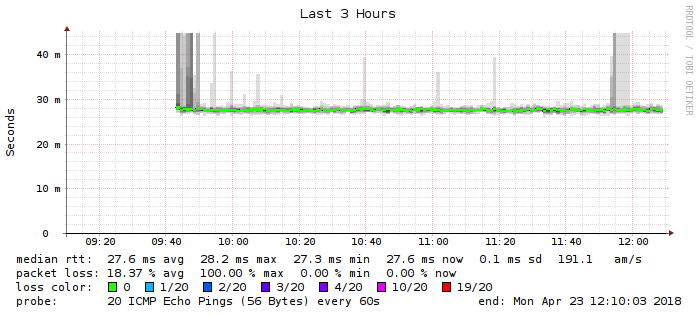 Last 3 Hours
RRDTOOL / TOBI OETIKER
Seconds
40 m
30 m
20 m
10 m
0
09:20 09:40 10:00 10:20 10:40 11:00 11:20 11:40 12:00
median rtt: 27.6 ms avg 28.2 ms max 27.3 ms min 27.6 ms now 0.1 ms sd 191.1 am/s
packet loss: 18.37 % avg 100.00 % max 0.00 % min 0.00 % now
loss color: 0 1/20 2/20 3/20 4/20 10/20 19/20
probe: 20 ICMP Echo Pings (56 Bytes) every 60s end: Mon Apr 23 12:10:03 2018